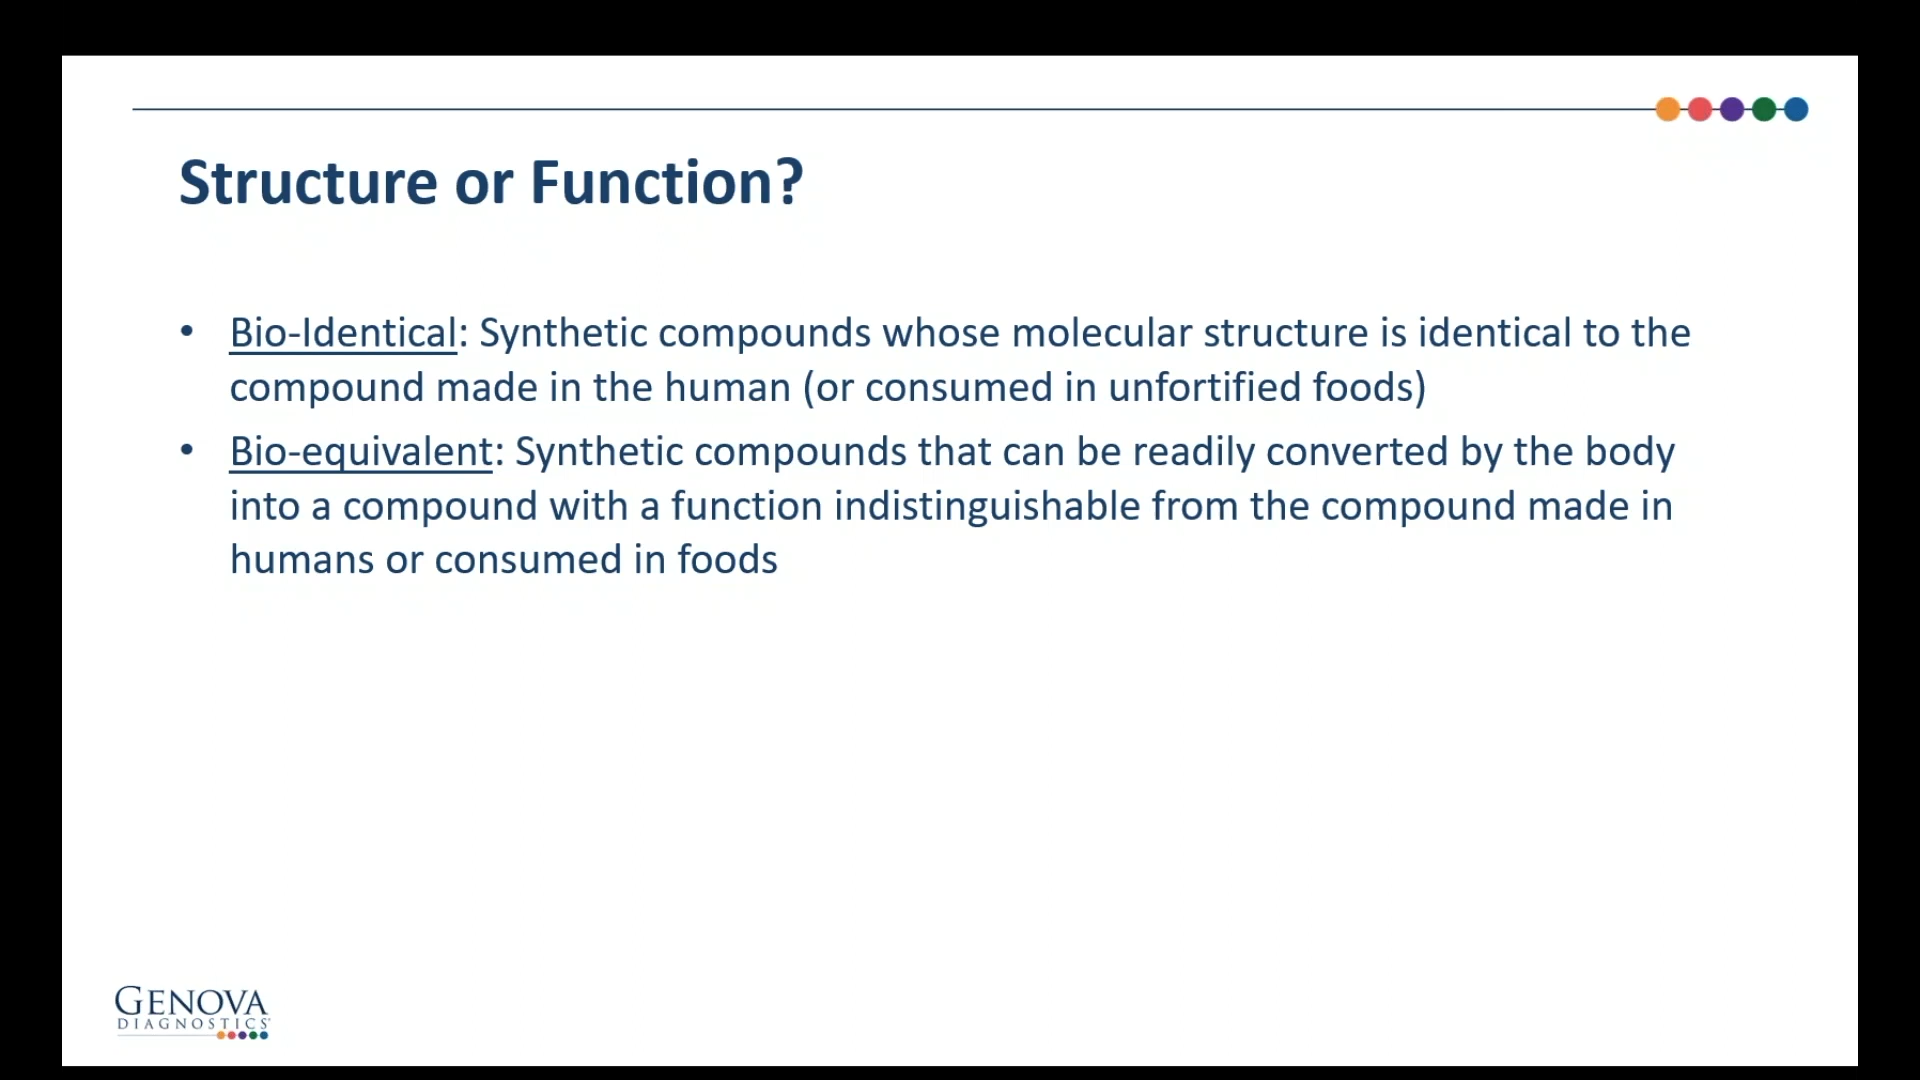 Structure or Function?
• Bio-Identical: Synthetic compounds whose molecular structure is identical to the
compound made in the human (or consumed in unfortified foods)
• Bio-equivalent: Synthetic compounds that can be readily converted by the body
into a compound with a function indistinguishable from the compound made in
humans or consumed in foods
GENOVA
DIAGNOSTICS